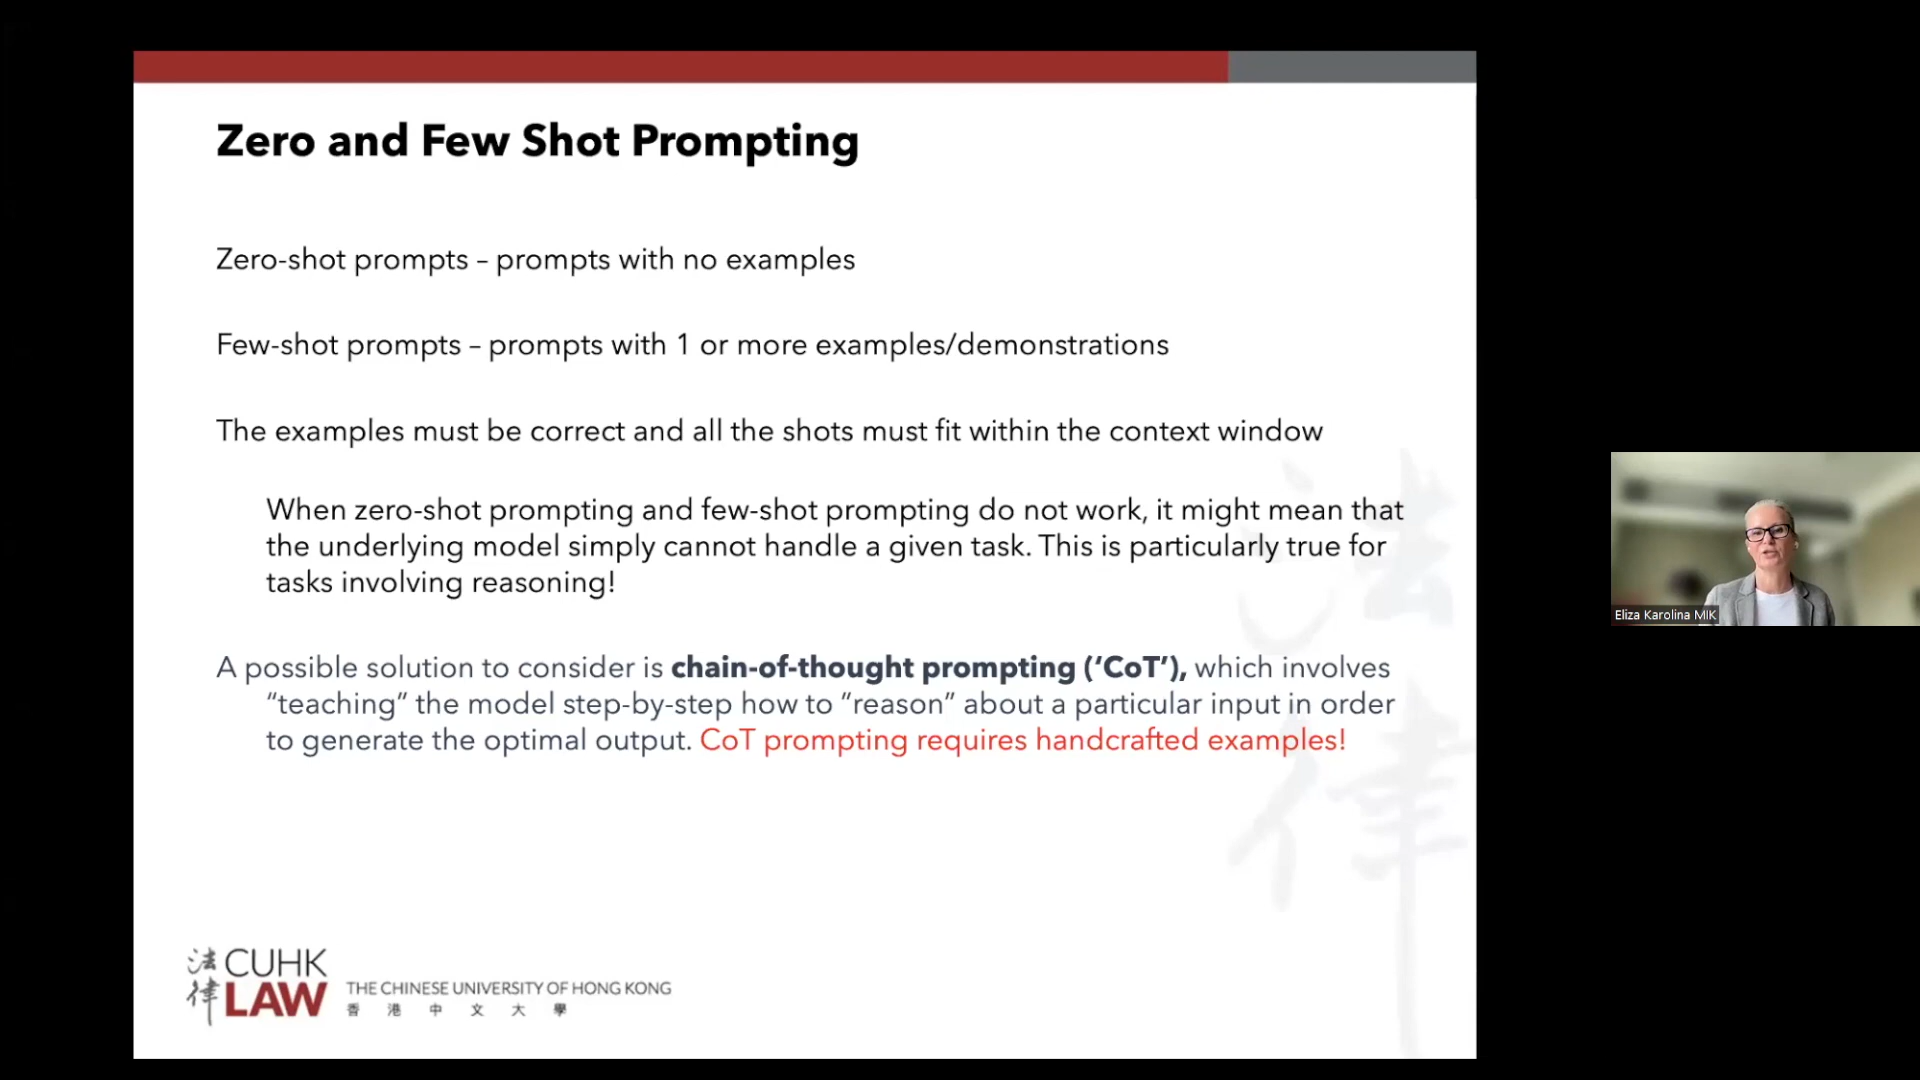 Zero and Few Shot Prompting
Zero-shot prompts – prompts with no examples
Few-shot prompts – prompts with 1 or more examples/demonstrations
The examples must be correct and all the shots must fit within the context window
When zero-shot prompting and few-shot prompting do not work, it might mean that
the underlying model simply cannot handle a given task. This is particularly true for
tasks involving reasoning!
A possible solution to consider is chain-of-thought prompting (‘CoT’), which involves
“teaching” the model step-by-step how to “reason” about a particular input in order
to generate the optimal output. CoT prompting requires handcrafted examples!
法律
法律
CUHK
LAW
THE CHINESE UNIVERSITY OF HONG KONG
香港中文大學
Eliza Karolina MIK